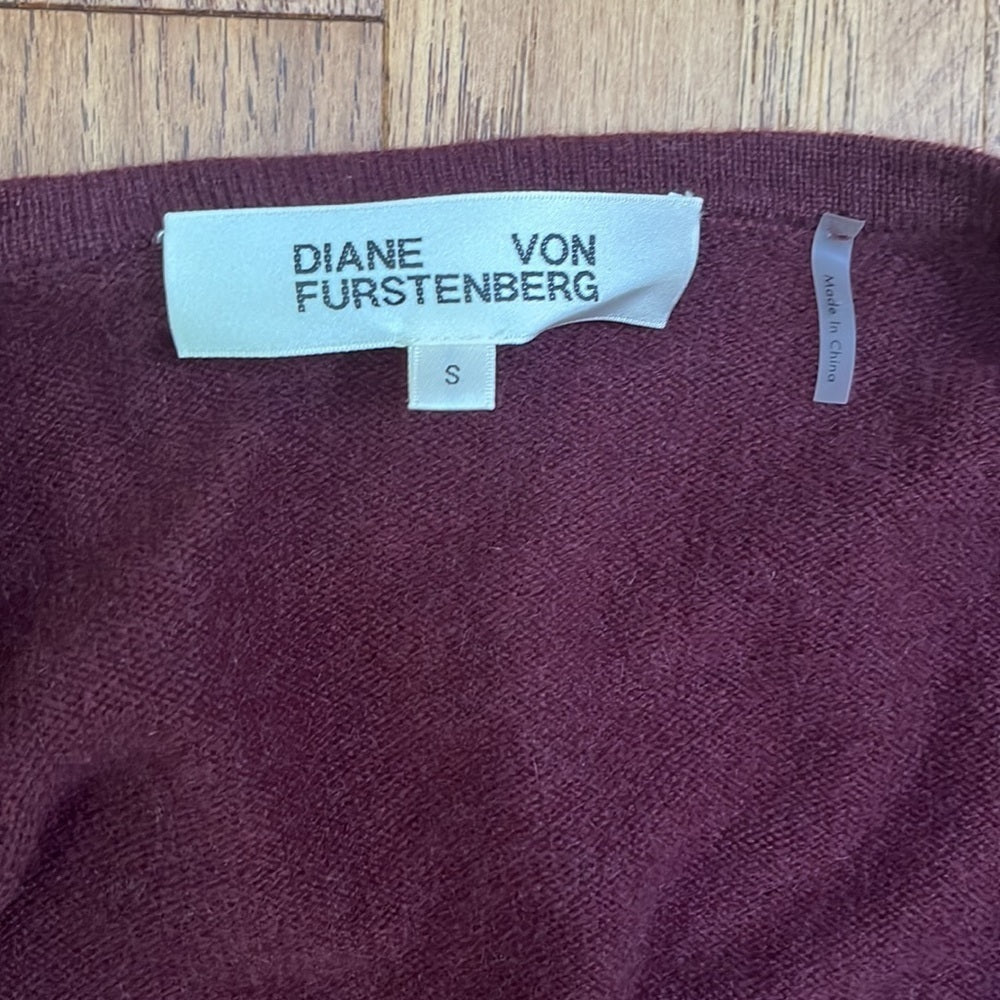 DIANE VON
FURSTENBERG
S
Made In China